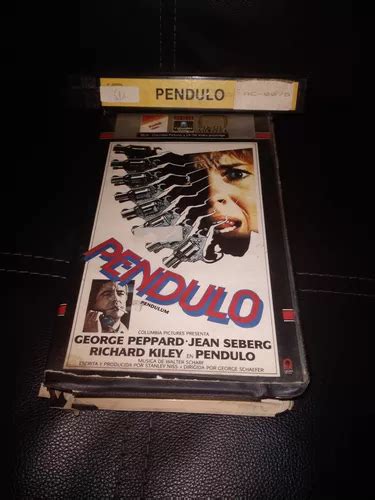 PENDULO
PENDULO
PENDULUM
COLUMBIA PICTURES PRESENTA
GEORGE PEPPARD · JEAN SEBERG
RICHARD KILEY EN PENDULO
MUSICA DE WALTER SCHARF
ESCRITA Y PRODUCIDA POR STANLEY NISS · DIRIGIDA POR GEORGE SCHAEFER